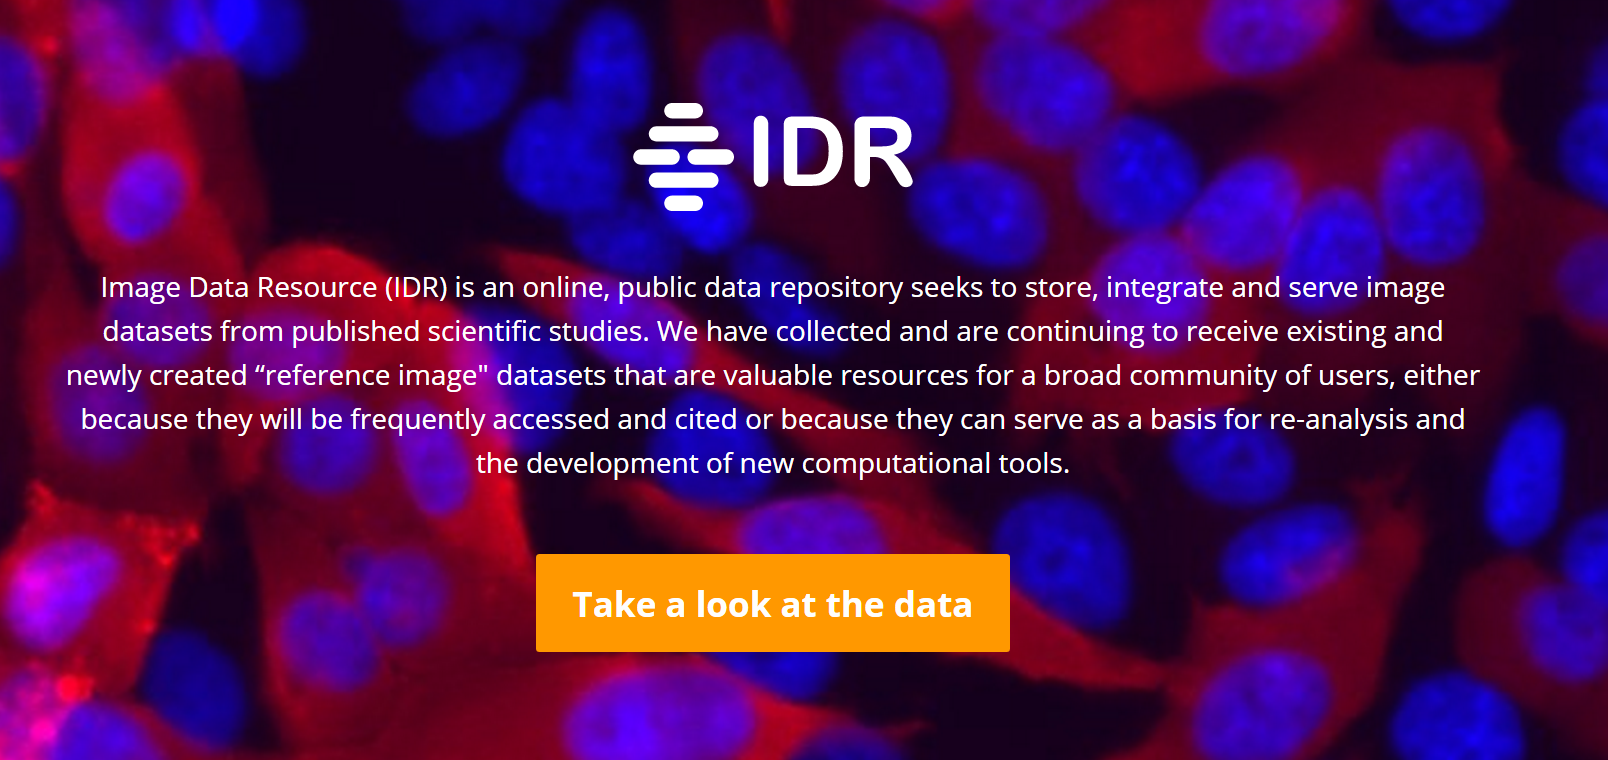 IDR
Image Data Resource (IDR) is an online, public data repository seeks to store, integrate and serve image
datasets from published scientific studies. We have collected and are continuing to receive existing and
newly created “reference image" datasets that are valuable resources for a broad community of users, either
because they will be frequently accessed and cited or because they can serve as a basis for re-analysis and
the development of new computational tools.
Take a look at the data